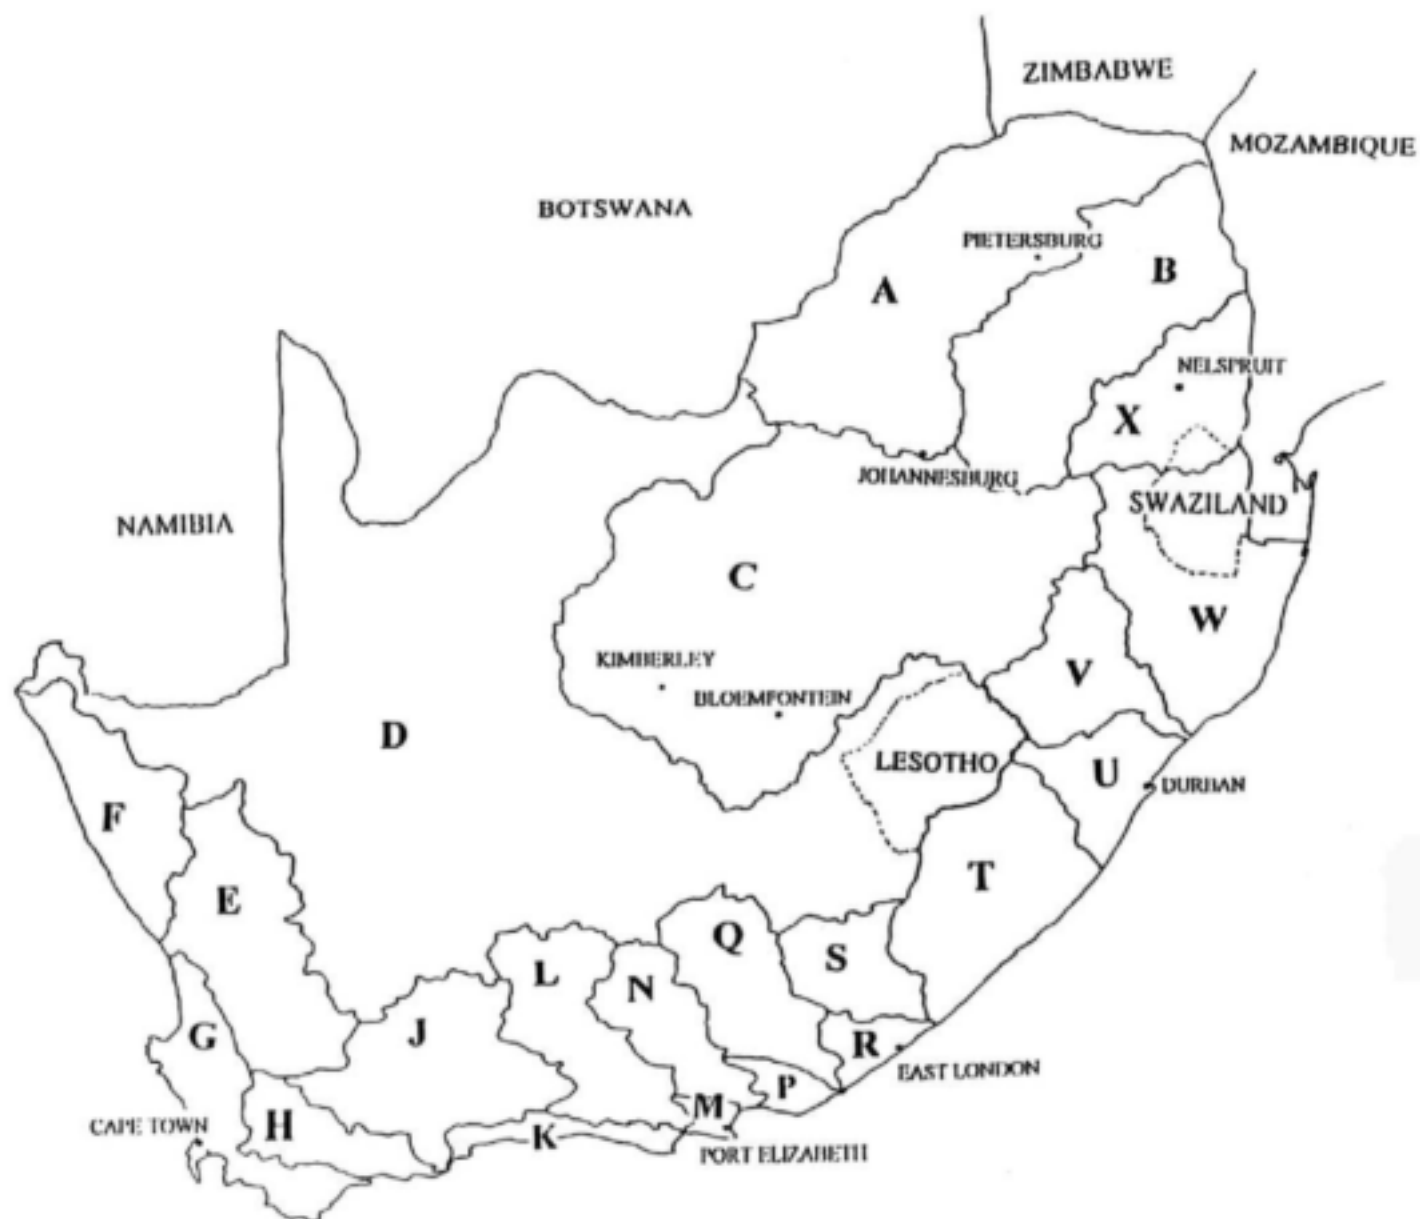 ZIMBABWE
MOZAMBIQUE
BOTSWANA
PIETERSBURG
A
B
NELSPRUIT
X
JOHANNESBURG
SWAZILAND
NAMIBIA
C
W
KIMBERLEY
V
BLOEMFONTEIN
D
LESOTHO
U
DURBAN
F
T
E
Q
S
L
N
G
J
R
EAST LONDON
P
M
CAPE TOWN
H
K
PORT ELIZABETH